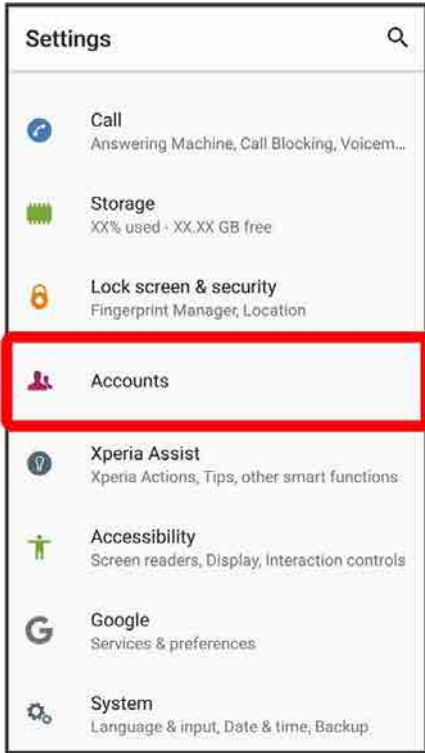 Settings
Call
Answering Machine, Call Blocking, Voicem...
Storage
XX% used - XX.XX GB free
Lock screen & security
Fingerprint Manager, Location
Accounts
Xperia Assist
Xperia Actions, Tips, other smart functions
Accessibility
Screen readers, Display, Interaction controls
Google
Services & preferences
System
Language & input, Date & time, Backup